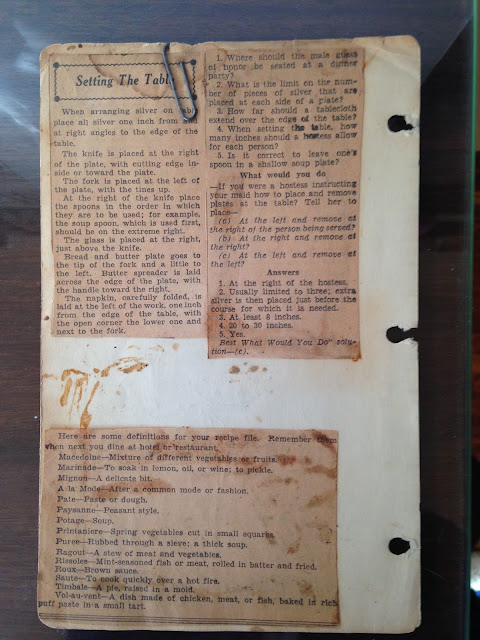 Setting The Table
When arranging silver on table
place all silver one inch from and
at right angles to the edge of the
table.
The knife is placed at the right
of the plate, with cutting edge in-
side or toward the plate.
The fork is placed at the left of
the plate, with the tines up.
At the right of the knife place
the spoons in the order in which
they are to be used; for example,
the soup spoon, which is used first,
should be on the extreme right.
The glass is placed at the right,
just above the knife.
Bread and butter plate goes to
the tip of the fork and a little to
the left. Butter spreader is laid
across the edge of the plate, with
the handle toward the right.
The napkin, carefully folded, is
laid at the left of the work, one inch
from the edge of the table, with
the open corner the lower one and
next to the fork.
1. Where should the male guest
of honor be seated at a dinner
party?
2. What is the limit on the num-
ber of pieces of silver that are
placed at each side of a plate?
3. How far should a tablecloth
extend over the edge of the table?
4. When setting the table, how
many inches should a hostess allow
for each person?
5. Is it correct to leave one's
spoon in a shallow soup plate?
What would you do
—If you were a hostess instructing
your maid how to place and remove
plates at the table? Tell her to
place—
(a) At the left and remove at
the right of the person being served?
(b) At the right and remove at
the right?
(c) At the left and remove at
the left?
Answers
1. At the right of the hostess.
2. Usually limited to three; extra
silver is then placed just before the
course for which it is needed.
3. At least 8 inches.
4. 20 to 30 inches.
5. Yes.
Best What Would You Do" solu-
tion—(c).
Here are some definitions for your recipe file. Remember them
when next you dine at hotel or restaurant.
Macedoine—Mixture of different vegetables or fruits.
Marinade—To soak in lemon, oil, or wine; to pickle.
Mignon—A delicate bit.
A la Mode—After a common mode or fashion.
Pate—Paste or dough.
Paysanne—Peasant style.
Potage—Soup.
Printaniere—Spring vegetables cut in small squares.
Puree—Rubbed through a sieve; a thick soup.
Ragout—A stew of meat and vegetables.
Rissoles—Mint-seasoned fish or meat, rolled in batter and fried.
Roux—Brown sauce.
Saute—To cook quickly over a hot fire.
Timbale—A pie, raised in a mold.
Vol-au-vent—A dish made of chicken, meat, or fish, baked in rich
puff paste in a small tart.